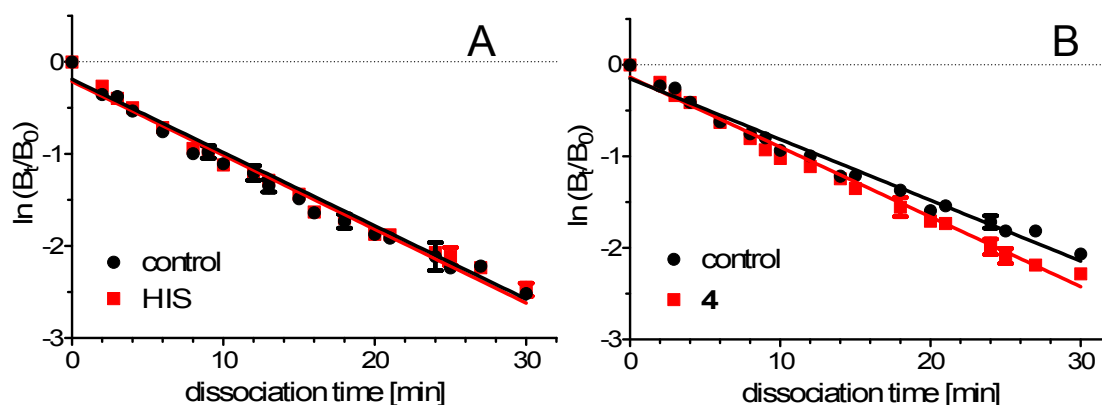 A
0
-1
-2
-3
ln (Bt/B0)
control
HIS
0 10 20 30
dissociation time [min]
B
0
-1
-2
-3
ln (Bt/B0)
control
4
0 10 20 30
dissociation time [min]